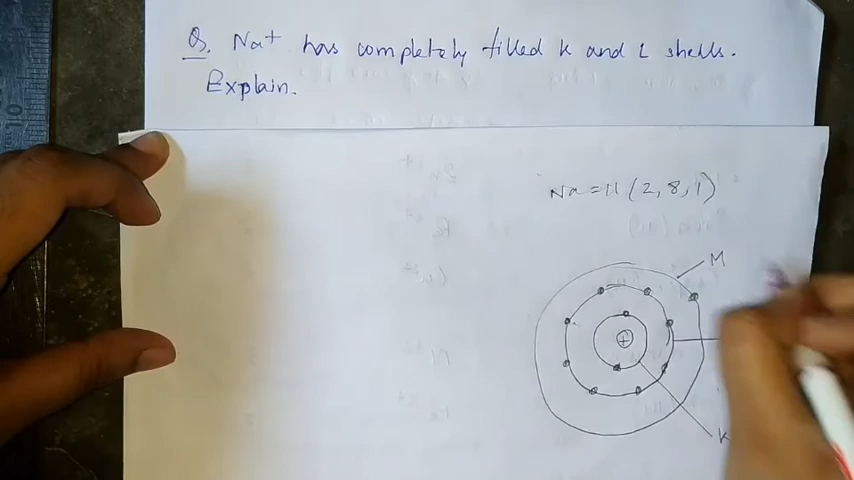 Q. Na+ has completely filled K and L shells.
Explain.
Na = 11 (2, 8, 1)
M
+
K